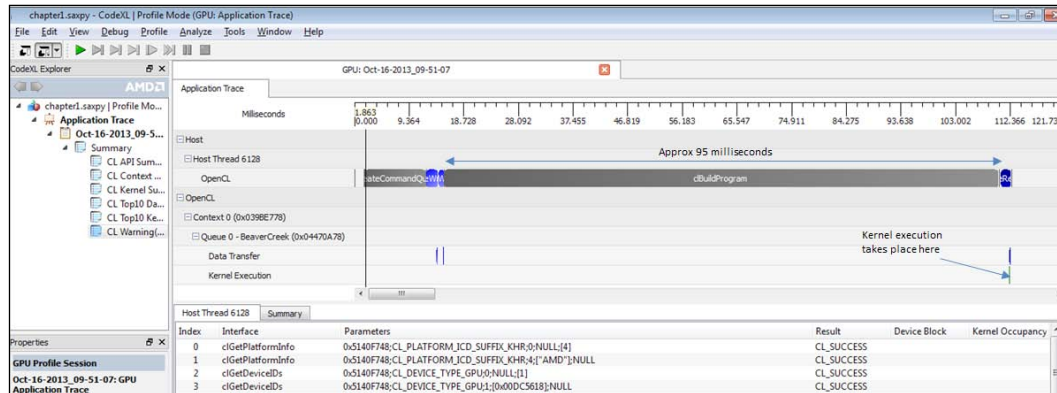 chapter1.saxpy - CodeXL | Profile Mode (GPU: Application Trace)
File Edit View Debug Profile Analyze Tools Window Help
CodeXL Explorer
AMD
chapter1.saxpy | Profile Mo...
Application Trace
Oct-16-2013_09-5...
Summary
CL API Sum...
CL Context ...
CL Kernel Su...
CL Top10 Da...
CL Top10 Ke...
CL Warning(...
Properties
GPU Profile Session
Oct-16-2013_09-51-07: GPU
Application Trace
GPU: Oct-16-2013_09-51-07
Application Trace
Milliseconds
1.863
0.000 9.364 18.728 28.092 37.455 46.819 56.183 65.547 74.911 84.275 93.638 103.002 112.366 121.73
Host
Host Thread 6128
Approx 95 milliseconds
OpenCL
eateCommandQu
clBuildProgram
OpenCL
Context 0 (0x039BE778)
Queue 0 - BeaverCreek (0x04470A78)
Data Transfer
Kernel Execution
Kernel execution
takes place here
Host Thread 6128 Summary
Index Interface Parameters Result Device Block Kernel Occupancy
0 clGetPlatformInfo 0x5140F748;CL_PLATFORM_ICD_SUFFIX_KHR;0;NULL;[4] CL_SUCCESS
1 clGetPlatformInfo 0x5140F748;CL_PLATFORM_ICD_SUFFIX_KHR;4;["AMD"];NULL CL_SUCCESS
2 clGetDeviceIDs 0x5140F748;CL_DEVICE_TYPE_GPU;0;NULL;[1] CL_SUCCESS
3 clGetDeviceIDs 0x5140F748;CL_DEVICE_TYPE_GPU;1;[0x00DC5618];NULL CL_SUCCESS